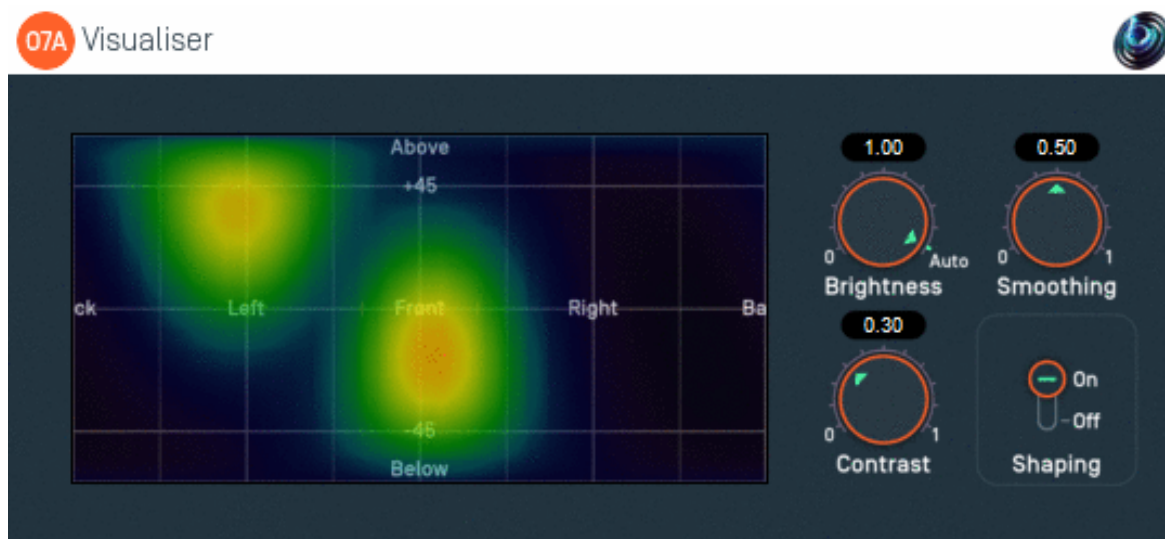 O7A Visualiser
Above
+45
ck Left Front Right Ba
-45
Below
1.00
0 Auto
Brightness
0.50
0 1
Smoothing
0.30
0 1
Contrast
On
Off
Shaping